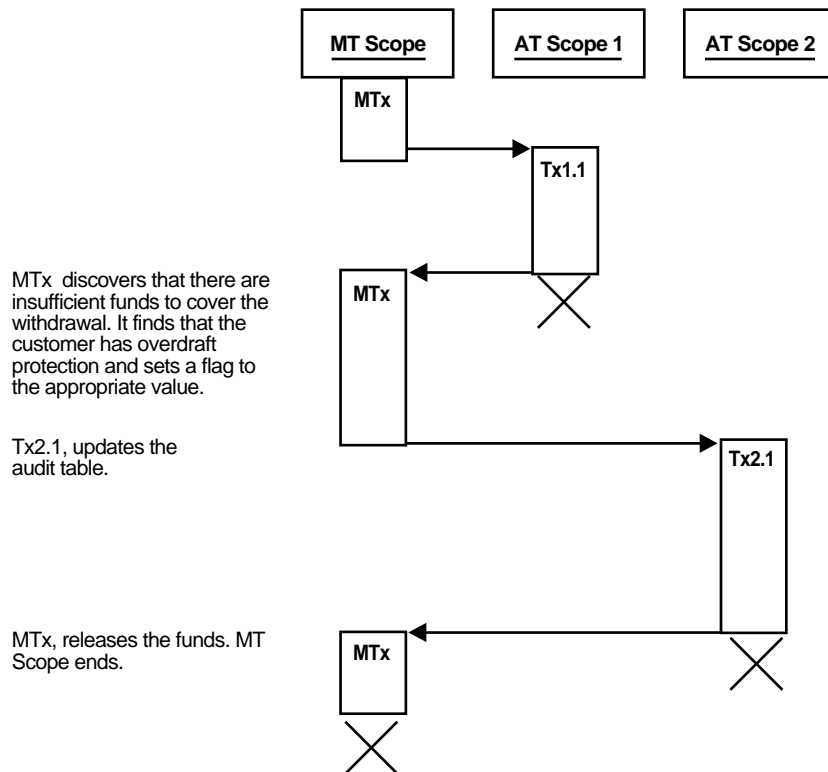 MT Scope
AT Scope 1
AT Scope 2
MTx
Tx1.1
MTx discovers that there are
insufficient funds to cover the
withdrawal. It finds that the
customer has overdraft
protection and sets a flag to
the appropriate value.
MTx
Tx2.1, updates the
audit table.
Tx2.1
MTx, releases the funds. MT
Scope ends.
MTx